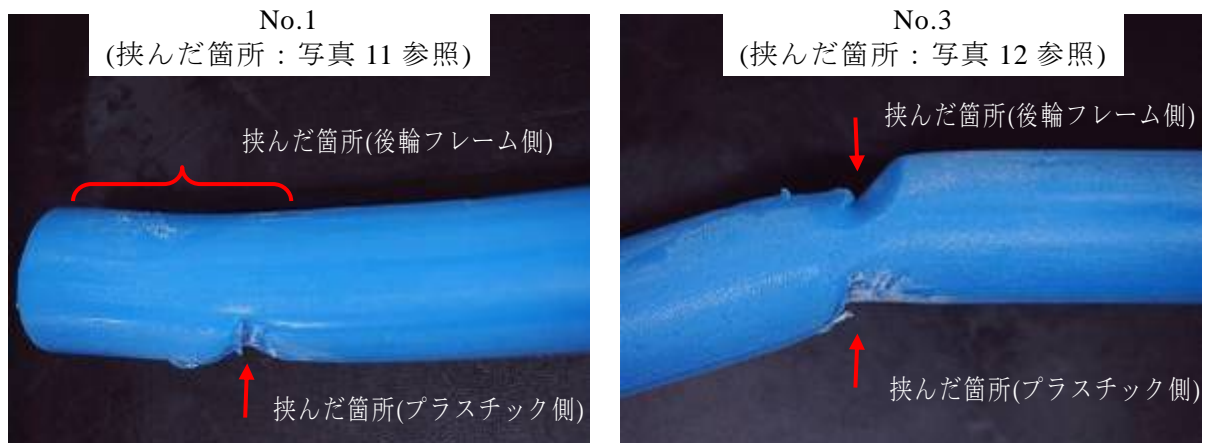 No.1
(挟んだ箇所：写真 11 参照)
挟んだ箇所(後輪フレーム側)
挟んだ箇所(プラスチック側)
No.3
(挟んだ箇所：写真 12 参照)
挟んだ箇所(後輪フレーム側)
挟んだ箇所(プラスチック側)